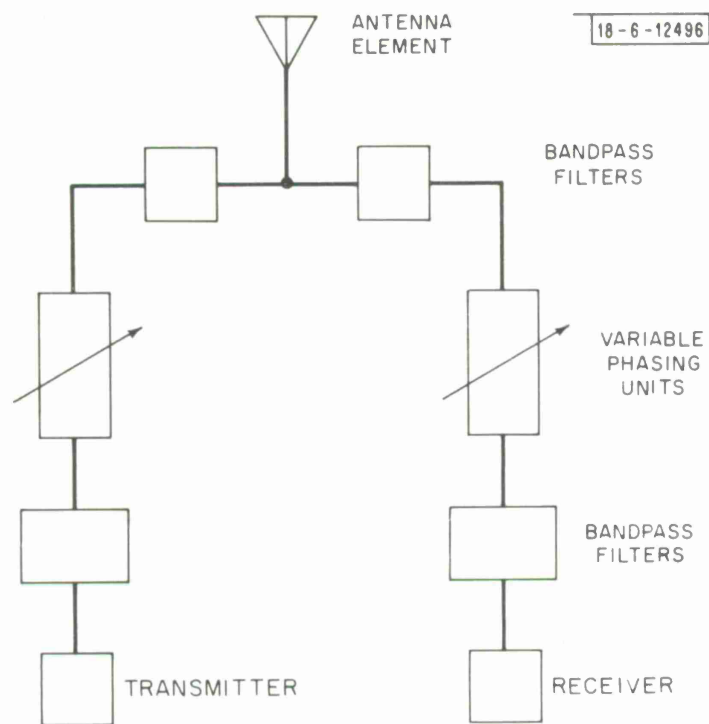 ANTENNA
ELEMENT
18-6-12496
BANDPASS
FILTERS
VARIABLE
PHASING
UNITS
BANDPASS
FILTERS
TRANSMITTER
RECEIVER